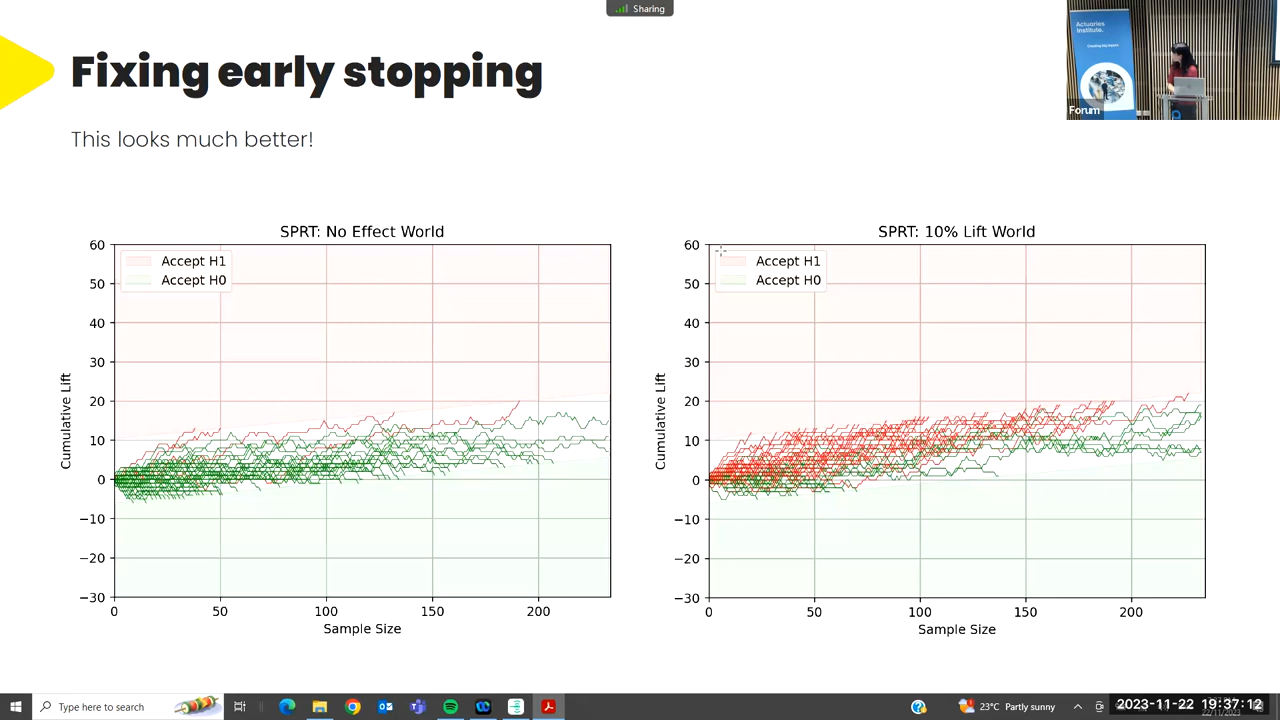 Sharing
Actuaries
Institute.
Forum
Fixing early stopping
This looks much better!
SPRT: No Effect World
Accept H1
Accept H0
60
50
40
30
20
10
0
−10
−20
−30
Cumulative Lift
0 50 100 150 200
Sample Size
SPRT: 10% Lift World
Accept H1
Accept H0
60
50
40
30
20
10
0
−10
−20
−30
Cumulative Lift
0 50 100 150 200
Sample Size
Type here to search
23°C Partly sunny
2023-11-22 19:37:12